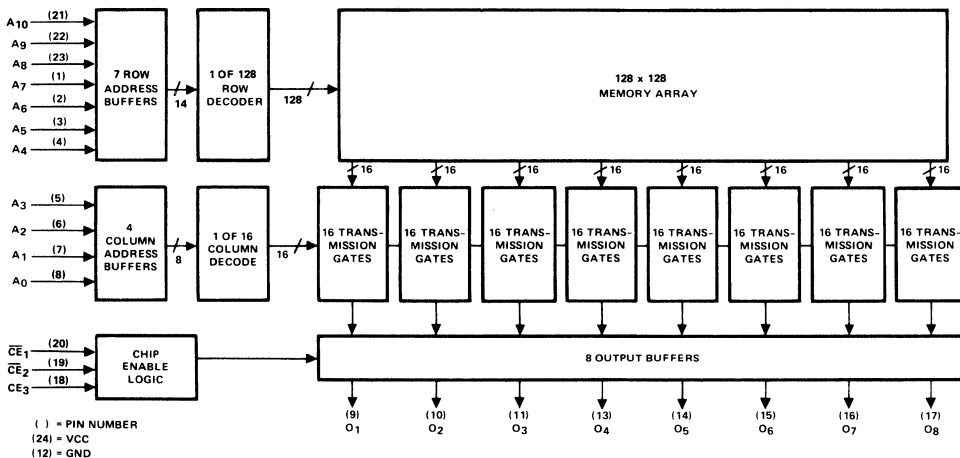 A10 (21)
A9 (22)
A8 (23)
A7 (1)
A6 (2)
A5 (3)
A4 (4)
7 ROW
ADDRESS
BUFFERS
14
1 OF 128
ROW
DECODER
128
128 x 128
MEMORY ARRAY
16 16 16 16 16 16 16 16
A3 (5)
A2 (6)
A1 (7)
A0 (8)
4
COLUMN
ADDRESS
BUFFERS
8
1 OF 16
COLUMN
DECODE
16
16 TRANS-
MISSION
GATES
16 TRANS-
MISSION
GATES
16 TRANS-
MISSION
GATES
16 TRANS-
MISSION
GATES
16 TRANS-
MISSION
GATES
16 TRANS-
MISSION
GATES
16 TRANS-
MISSION
GATES
16 TRANS-
MISSION
GATES
C̅E̅1 (20)
C̅E̅2 (19)
CE3 (18)
CHIP
ENABLE
LOGIC
8 OUTPUT BUFFERS
(9) (10) (11) (13) (14) (15) (16) (17)
O1 O2 O3 O4 O5 O6 O7 O8
( ) = PIN NUMBER
(24) = VCC
(12) = GND